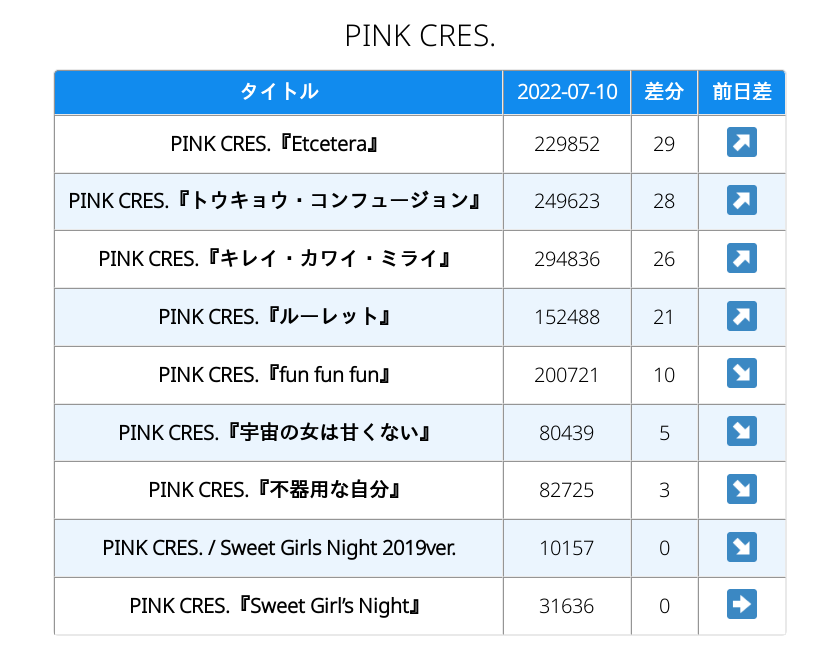 PINK CRES.
タイトル 2022-07-10 差分 前日差
PINK CRES.『Etcetera』 229852 29
PINK CRES.『トウキョウ・コンフュージョン』 249623 28
PINK CRES.『キレイ・カワイ・ミライ』 294836 26
PINK CRES.『ルーレット』 152488 21
PINK CRES.『fun fun fun』 200721 10
PINK CRES.『宇宙の女は甘くない』 80439 5
PINK CRES.『不器用な自分』 82725 3
PINK CRES. / Sweet Girls Night 2019ver. 10157 0
PINK CRES.『Sweet Girl’s Night』 31636 0